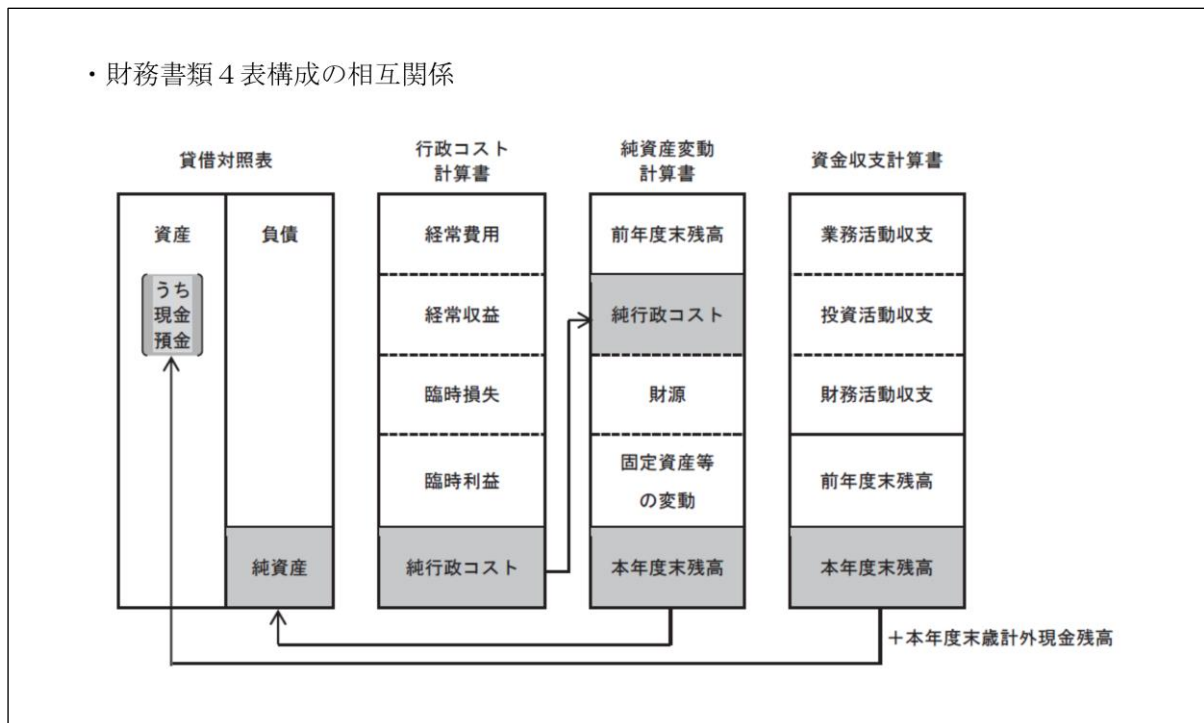 ・財務書類４表構成の相互関係
貸借対照表
資産
うち
現金
預金
負債
純資産
行政コスト
計算書
経常費用
経常収益
臨時損失
臨時利益
純行政コスト
純資産変動
計算書
前年度末残高
純行政コスト
財源
固定資産等
の変動
本年度末残高
資金収支計算書
業務活動収支
投資活動収支
財務活動収支
前年度末残高
本年度末残高
＋本年度末歳計外現金残高